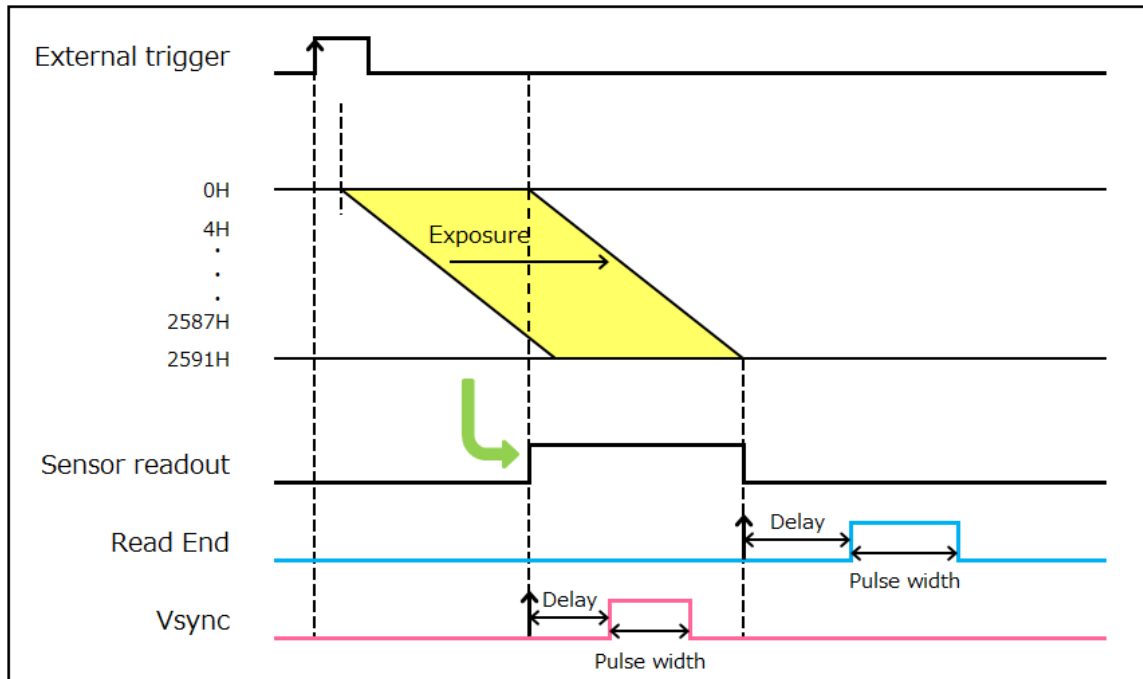 External trigger
0H
4H
.
.
.
2587H
2591H
Exposure
Sensor readout
Read End
Delay
Pulse width
Vsync
Delay
Pulse width